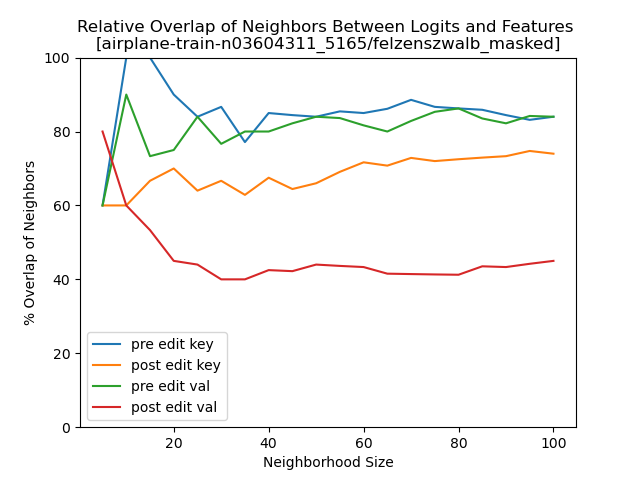 Relative Overlap of Neighbors Between Logits and Features
[airplane-train-n03604311_5165/felzenszwalb_masked]
100
80
60
40
20
0
% Overlap of Neighbors
pre edit key
post edit key
pre edit val
post edit val
20 40 60 80 100
Neighborhood Size